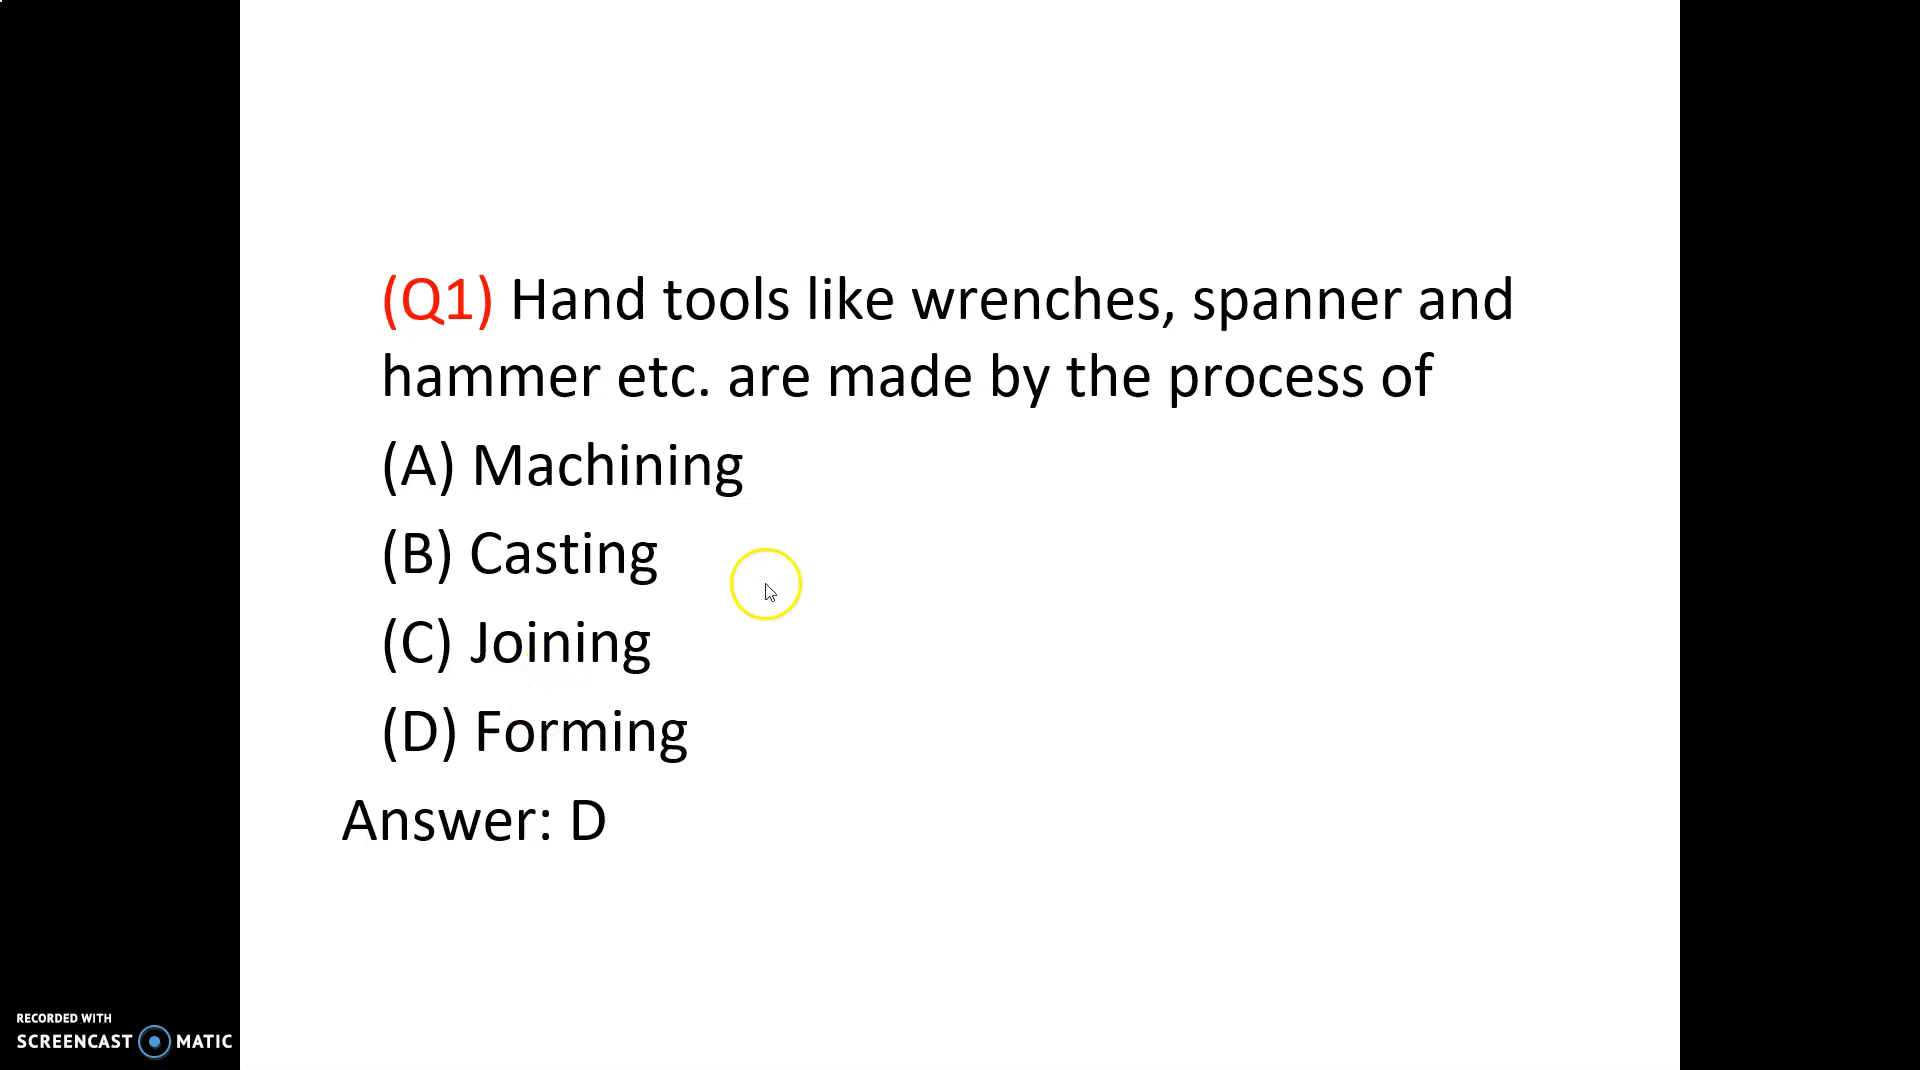 (Q1) Hand tools like wrenches, spanner and
hammer etc. are made by the process of
(A) Machining
(B) Casting
(C) Joining
(D) Forming
Answer: D
RECORDED WITH
SCREENCAST MATIC